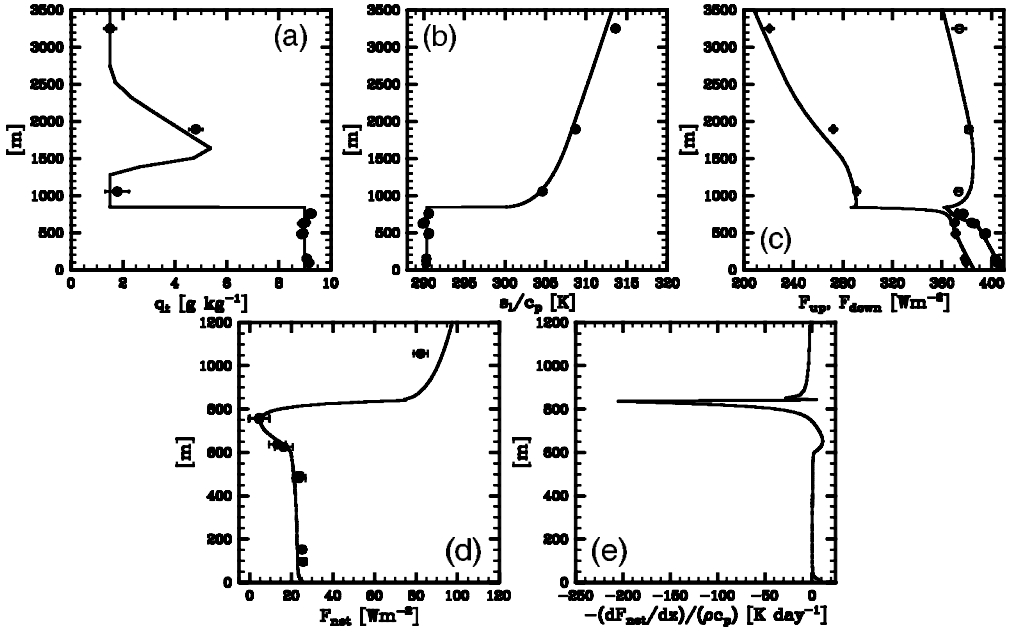 3500
3000
2500
2000
1500
1000
500
0
[m]
(a)
0 2 4 6 8 10
q_t [g kg⁻¹]
3500
3000
2500
2000
1500
1000
500
0
[m]
(b)
290 295 300 305 310 315 320
s_l/c_p [K]
3500
3000
2500
2000
1500
1000
500
0
[m]
(c)
200 240 280 320 360 400
F_up, F_down [Wm⁻²]
1200
1000
800
600
400
200
0
[m]
(d)
0 20 40 60 80 100 120
F_net [Wm⁻²]
1200
1000
800
600
400
200
0
[m]
(e)
−250 −200 −150 −100 −50 0
−(dF_net/dz)/(ρc_p) [K day⁻¹]